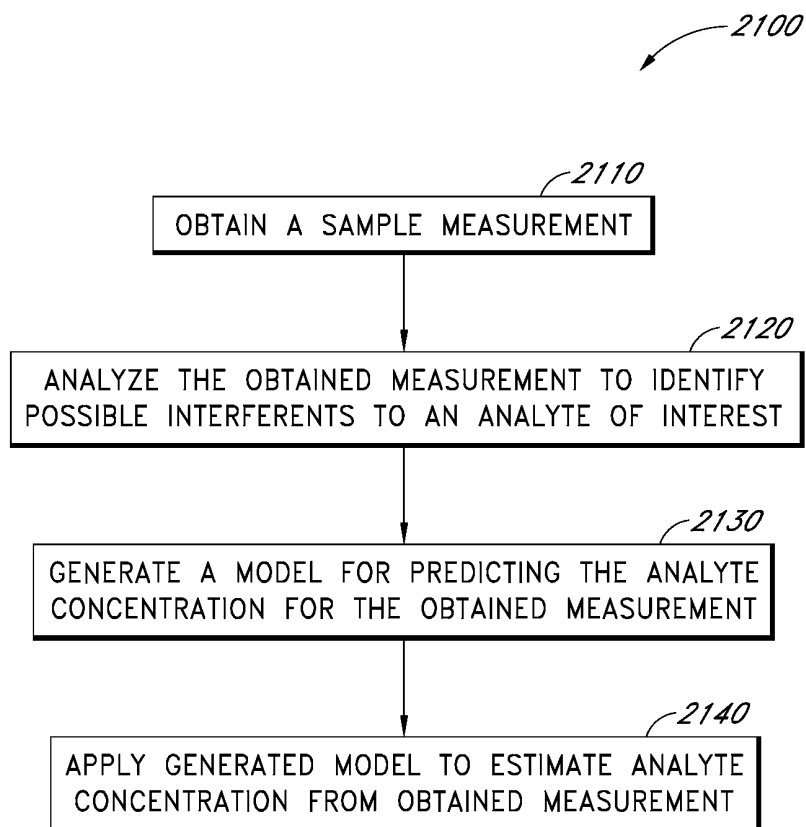 2100
2110
OBTAIN A SAMPLE MEASUREMENT
2120
ANALYZE THE OBTAINED MEASUREMENT TO IDENTIFY
POSSIBLE INTERFERENTS TO AN ANALYTE OF INTEREST
2130
GENERATE A MODEL FOR PREDICTING THE ANALYTE
CONCENTRATION FOR THE OBTAINED MEASUREMENT
2140
APPLY GENERATED MODEL TO ESTIMATE ANALYTE
CONCENTRATION FROM OBTAINED MEASUREMENT